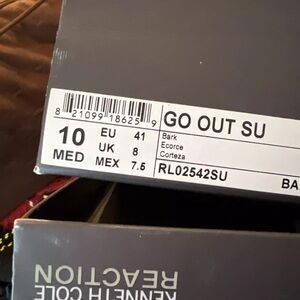 8 21099 18625 9
GO OUT SU
Bark
Ecorce
Corteza
10 EU 41
UK 8
MED MEX 7.5
RL02542SU BA
KENNETH COLE
REACTION